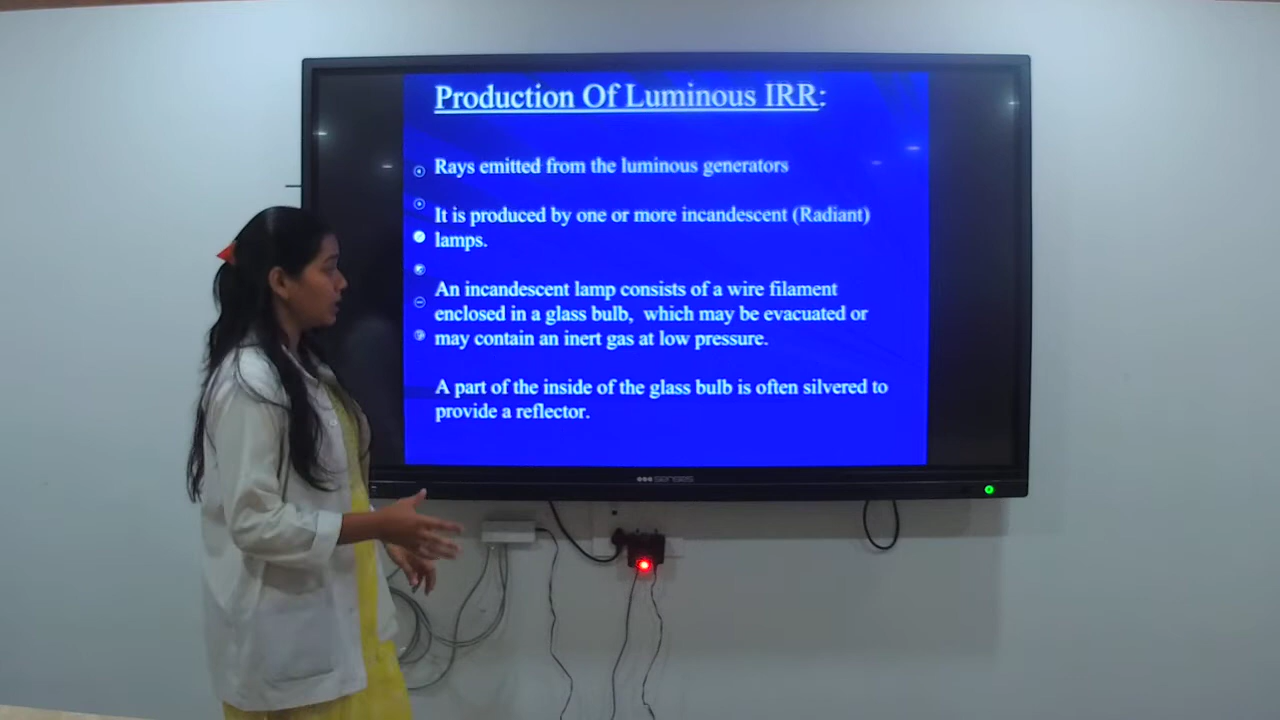 Production Of Luminous IRR:
Rays emitted from the luminous generators
It is produced by one or more incandescent (Radiant)
lamps.
An incandescent lamp consists of a wire filament
enclosed in a glass bulb, which may be evacuated or
may contain an inert gas at low pressure.
A part of the inside of the glass bulb is often silvered to
provide a reflector.